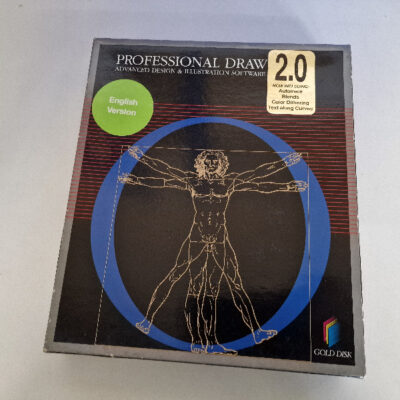 PROFESSIONAL DRAW
ADVANCED DESIGN & ILLUSTRATION SOFTWARE
2.0
Autotrace
Blends
Color Dithering
Text Along Curves
English
Version
GOLD DISK